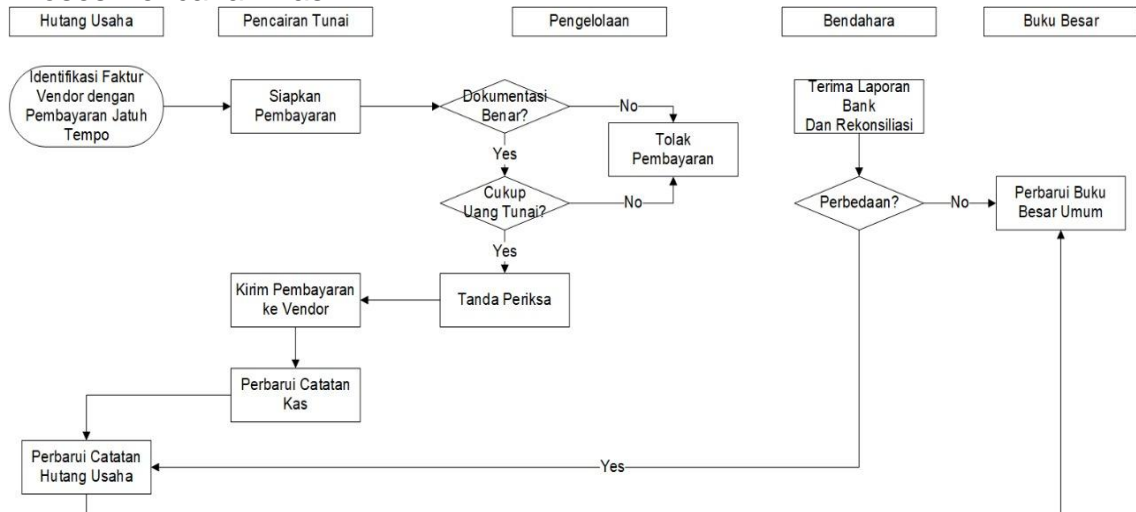 Hutang Usaha
Pencairan Tunai
Pengelolaan
Bendahara
Buku Besar
Identifikasi Faktur
Vendor dengan
Pembayaran Jatuh
Tempo
Siapkan
Pembayaran
Dokumentasi
Benar?
No
Tolak
Pembayaran
Terima Laporan
Bank
Dan Rekonsiliasi
Yes
Cukup
Uang Tunai?
No
Perbedaan?
No
Perbarui Buku
Besar Umum
Yes
Kirim Pembayaran
ke Vendor
Tanda Periksa
Perbarui Catatan
Kas
Perbarui Catatan
Hutang Usaha
Yes